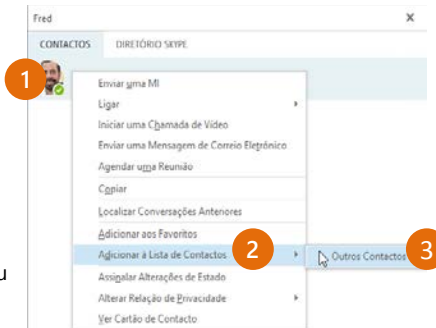 Fred
CONTACTOS DIRETÓRIO SKYPE
1
Enviar uma MI
Ligar
Iniciar uma Chamada de Vídeo
Enviar uma Mensagem de Correio Eletrónico
Agendar uma Reunião
Copiar
Localizar Conversações Anteriores
Adicionar aos Favoritos
Adicionar à Lista de Contactos 2 Outros Contactos 3
u Assinalar Alterações de Estado
Alterar Relação de Privacidade
Ver Cartão de Contacto